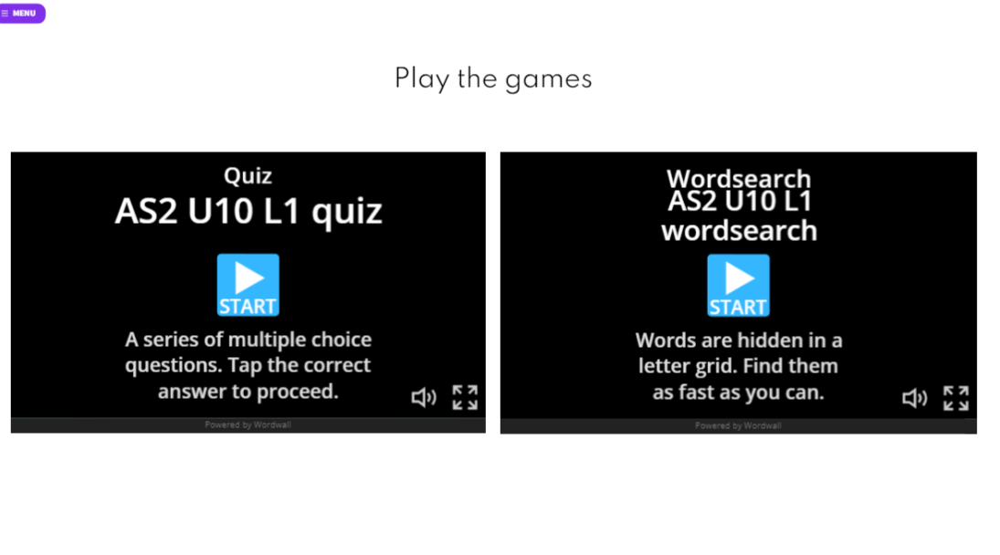 MENU
Play the games
Quiz
AS2 U10 L1 quiz
START
A series of multiple choice
questions. Tap the correct
answer to proceed.
Powered by Wordwall
Wordsearch
AS2 U10 L1
wordsearch
START
Words are hidden in a
letter grid. Find them
as fast as you can.
Powered by Wordwall